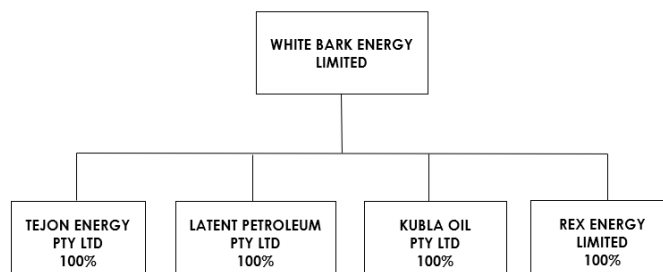 WHITE BARK ENERGY
LIMITED
TEJON ENERGY
PTY LTD
100%
LATENT PETROLEUM
PTY LTD
100%
KUBLA OIL
PTY LTD
100%
REX ENERGY
LIMITED
100%